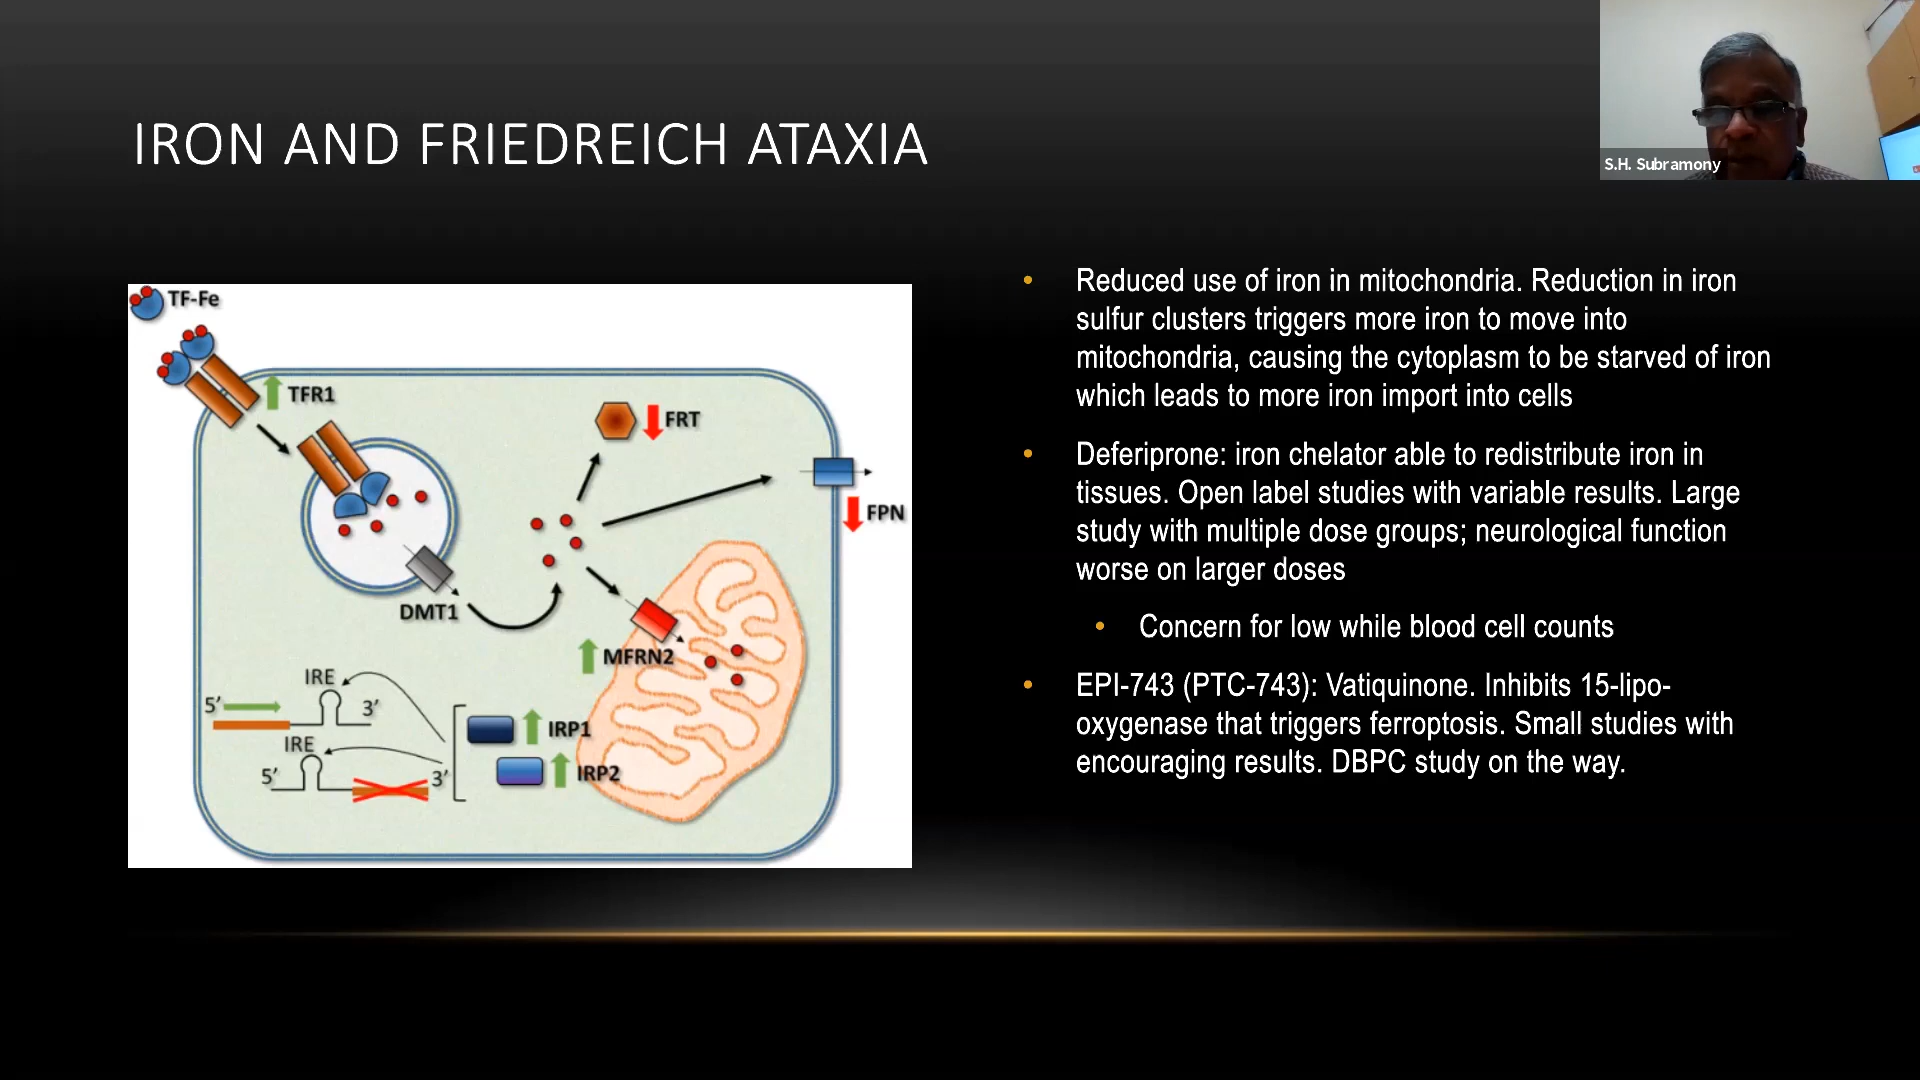 IRON AND FRIEDREICH ATAXIA
S.H. Subramony
TF-Fe
TFR1
FRT
FPN
DMT1
MFRN2
IRE
5’
3’
IRP1
IRE
5’
3’
IRP2
Reduced use of iron in mitochondria. Reduction in iron
sulfur clusters triggers more iron to move into
mitochondria, causing the cytoplasm to be starved of iron
which leads to more iron import into cells
Deferiprone: iron chelator able to redistribute iron in
tissues. Open label studies with variable results. Large
study with multiple dose groups; neurological function
worse on larger doses
Concern for low while blood cell counts
EPI-743 (PTC-743): Vatiquinone. Inhibits 15-lipo-
oxygenase that triggers ferroptosis. Small studies with
encouraging results. DBPC study on the way.